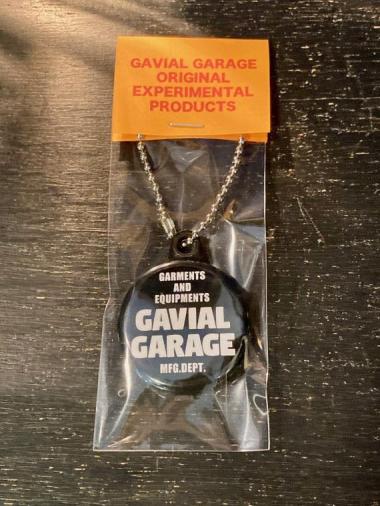 GAVIAL GARAGE
ORIGINAL
EXPERIMENTAL
PRODUCTS
GARMENTS
AND
EQUIPMENTS
GAVIAL
GARAGE
MFG.DEPT.